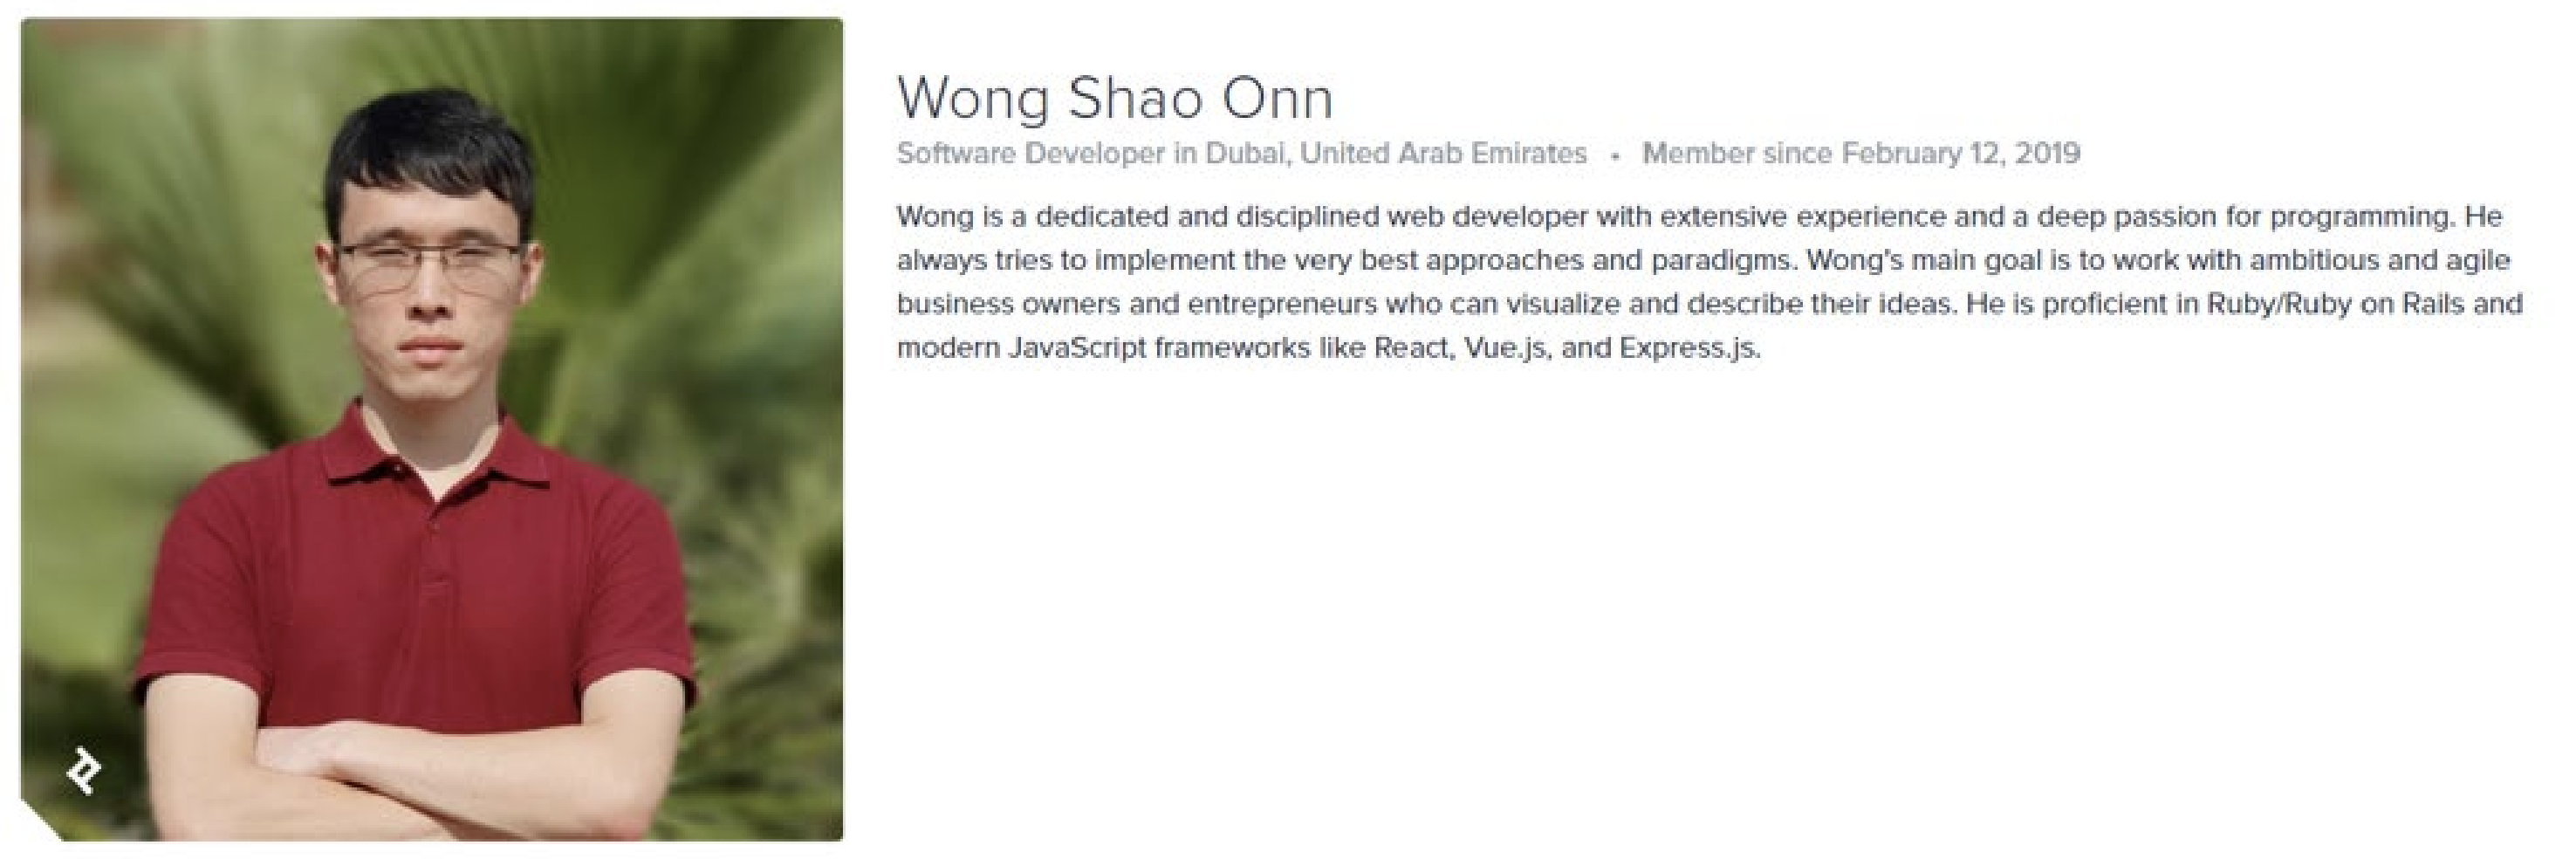 Wong Shao Onn
Software Developer in Dubai, United Arab Emirates • Member since February 12, 2019
Wong is a dedicated and disciplined web developer with extensive experience and a deep passion for programming. He
always tries to implement the very best approaches and paradigms. Wong's main goal is to work with ambitious and agile
business owners and entrepreneurs who can visualize and describe their ideas. He is proficient in Ruby/Ruby on Rails and
modern JavaScript frameworks like React, Vue.js, and Express.js.